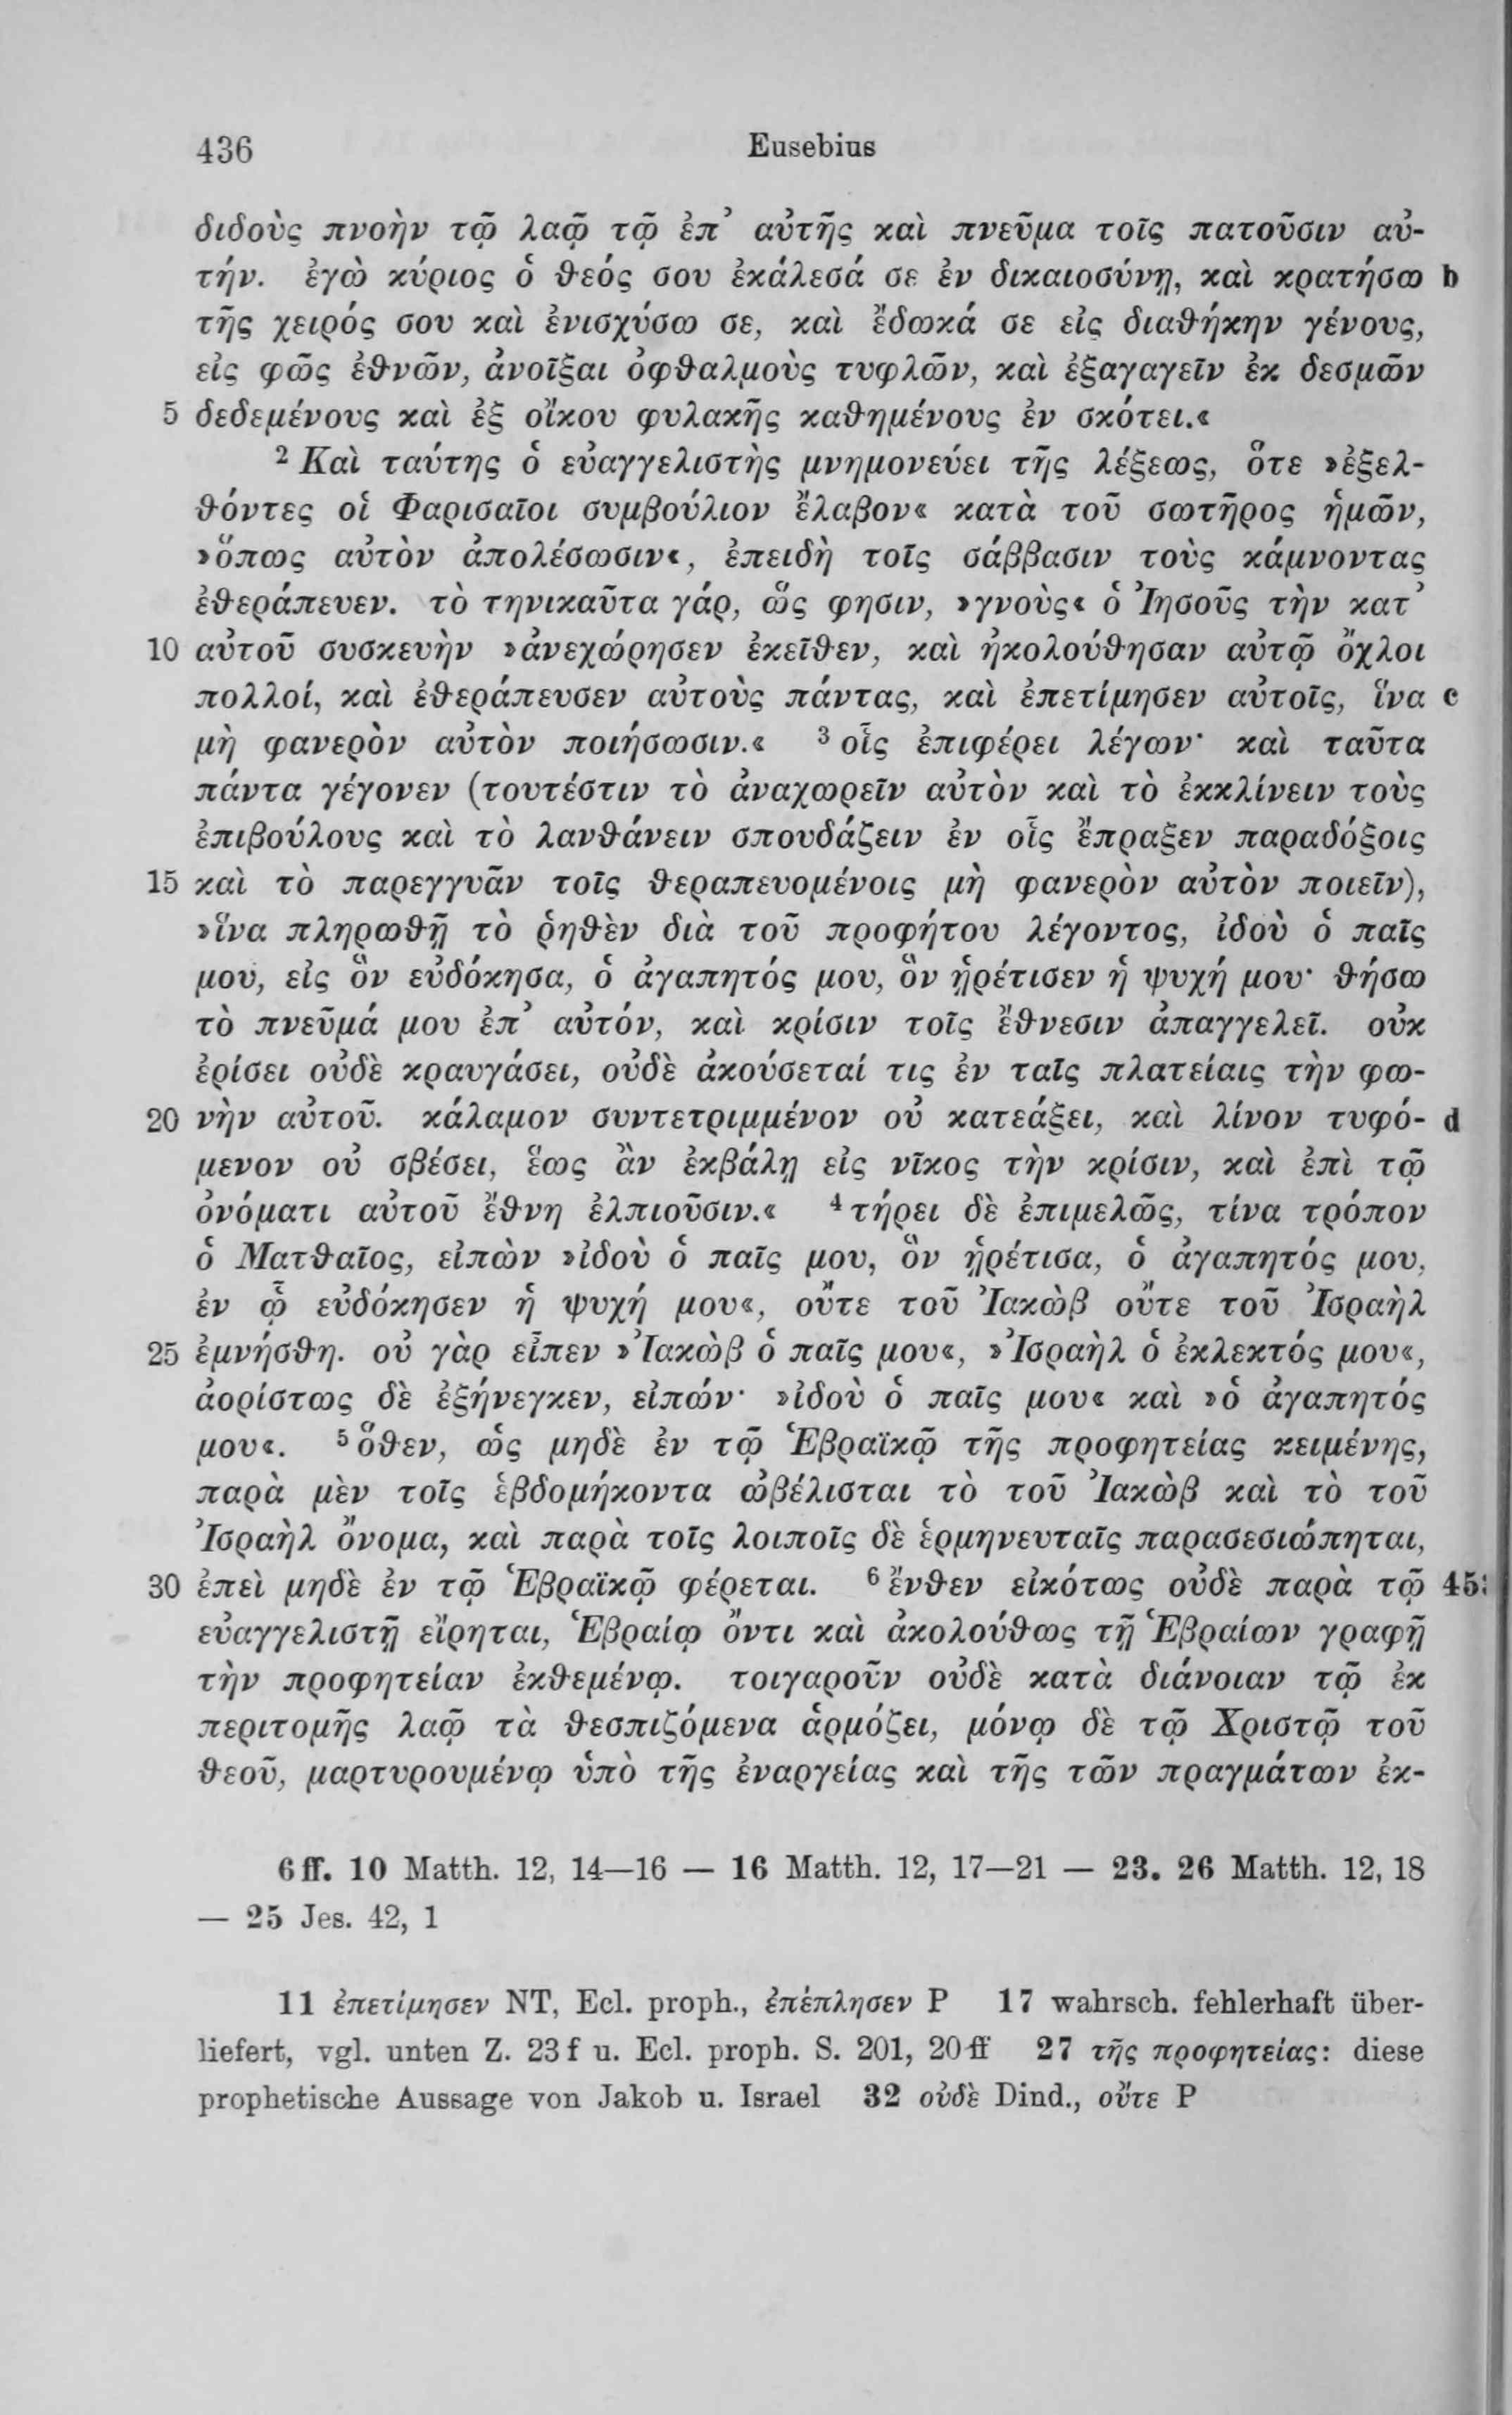 436 Eusebius
διδοὺς πνοὴν τῷ λαῷ τῷ ἐπ’ αὐτῆς καὶ πνεῦμα τοῖς πατοῦσιν αὐ-
τήν. ἐγὼ κύριος ὁ θεός σου ἐκάλεσά σε ἐν δικαιοσύνῃ, καὶ κρατήσω b
τῆς χειρός σου καὶ ἐνισχύσω σε, καὶ ἔδωκά σε εἰς διαθήκην γένους,
εἰς φῶς ἐθνῶν, ἀνοῖξαι ὀφθαλμοὺς τυφλῶν, καὶ ἐξαγαγεῖν ἐκ δεσμῶν
5 δεδεμένους καὶ ἐξ οἴκου φυλακῆς καθημένους ἐν σκότει.«
² Καὶ ταύτης ὁ εὐαγγελιστὴς μνημονεύει τῆς λέξεως, ὅτε »ἐξελ-
θόντες οἱ Φαρισαῖοι συμβούλιον ἔλαβον« κατὰ τοῦ σωτῆρος ἡμῶν,
»ὅπως αὐτὸν ἀπολέσωσιν«, ἐπειδὴ τοῖς σάββασιν τοὺς κάμνοντας
ἐθεράπευεν. τὸ τηνικαῦτα γάρ, ὥς φησιν, »γνοὺς« ὁ Ἰησοῦς τὴν κατ’
10 αὐτοῦ συσκευὴν »ἀνεχώρησεν ἐκεῖθεν, καὶ ἠκολούθησαν αὐτῷ ὄχλοι
πολλοί, καὶ ἐθεράπευσεν αὐτοὺς πάντας, καὶ ἐπετίμησεν αὐτοῖς, ἵνα c
μὴ φανερὸν αὐτὸν ποιήσωσιν.« ³ οἷς ἐπιφέρει λέγων· καὶ ταῦτα
πάντα γέγονεν (τουτέστιν τὸ ἀναχωρεῖν αὐτὸν καὶ τὸ ἐκκλίνειν τοὺς
ἐπιβούλους καὶ τὸ λανθάνειν σπουδάζειν ἐν οἷς ἔπραξεν παραδόξοις
15 καὶ τὸ παρεγγυᾶν τοῖς θεραπευομένοις μὴ φανερὸν αὐτὸν ποιεῖν),
»ἵνα πληρωθῇ τὸ ῥηθὲν διὰ τοῦ προφήτου λέγοντος, ἰδοὺ ὁ παῖς
μου, εἰς ὃν εὐδόκησα, ὁ ἀγαπητός μου, ὃν ᾑρέτισεν ἡ ψυχή μου· θήσω
τὸ πνεῦμά μου ἐπ’ αὐτόν, καὶ κρίσιν τοῖς ἔθνεσιν ἀπαγγελεῖ. οὐκ
ἐρίσει οὐδὲ κραυγάσει, οὐδὲ ἀκούσεταί τις ἐν ταῖς πλατείαις τὴν φω-
20 νὴν αὐτοῦ. κάλαμον συντετριμμένον οὐ κατεάξει, καὶ λίνον τυφό- d
μενον οὐ σβέσει, ἕως ἂν ἐκβάλῃ εἰς νῖκος τὴν κρίσιν, καὶ ἐπὶ τῷ
ὀνόματι αὐτοῦ ἔθνη ἐλπιοῦσιν.« ⁴ τήρει δὲ ἐπιμελῶς, τίνα τρόπον
ὁ Ματθαῖος, εἰπὼν »ἰδοὺ ὁ παῖς μου, ὃν ᾑρέτισα, ὁ ἀγαπητός μου,
ἐν ᾧ εὐδόκησεν ἡ ψυχή μου«, οὔτε τοῦ Ἰακὼβ οὔτε τοῦ Ἰσραὴλ
25 ἐμνήσθη. οὐ γὰρ εἶπεν »Ἰακὼβ ὁ παῖς μου«, »Ἰσραὴλ ὁ ἐκλεκτός μου«,
ἀορίστως δὲ ἐξήνεγκεν, εἰπών· »ἰδοὺ ὁ παῖς μου« καὶ »ὁ ἀγαπητός
μου«. ⁵ ὅθεν, ὡς μηδὲ ἐν τῷ Ἑβραϊκῷ τῆς προφητείας κειμένης,
παρὰ μὲν τοῖς ἑβδομήκοντα ὠβέλισται τὸ τοῦ Ἰακὼβ καὶ τὸ τοῦ
Ἰσραὴλ ὄνομα, καὶ παρὰ τοῖς λοιποῖς δὲ ἑρμηνευταῖς παρασεσιώπηται,
30 ἐπεὶ μηδὲ ἐν τῷ Ἑβραϊκῷ φέρεται. ⁶ ἔνθεν εἰκότως οὐδὲ παρὰ τῷ 453
εὐαγγελιστῇ εἴρηται, Ἑβραίῳ ὄντι καὶ ἀκολούθως τῇ Ἑβραίων γραφῇ
τὴν προφητείαν ἐκθεμένῳ. τοιγαροῦν οὐδὲ κατὰ διάνοιαν τῷ ἐκ
περιτομῆς λαῷ τὰ θεσπιζόμενα ἁρμόζει, μόνῳ δὲ τῷ Χριστῷ τοῦ
θεοῦ, μαρτυρουμένῳ ὑπὸ τῆς ἐναργείας καὶ τῆς τῶν πραγμάτων ἐκ-
6 ff. 10 Matth. 12, 14—16 — 16 Matth. 12, 17—21 — 23. 26 Matth. 12, 18
— 25 Jes. 42, 1
11 ἐπετίμησεν NT, Ecl. proph., ἐπέπλησεν P 17 wahrsch. fehlerhaft über-
liefert, vgl. unten Z. 23 f u. Ecl. proph. S. 201, 20 ff 27 τῆς προφητείας: diese
prophetische Aussage von Jakob u. Israel 32 οὐδὲ Dind., οὔτε P